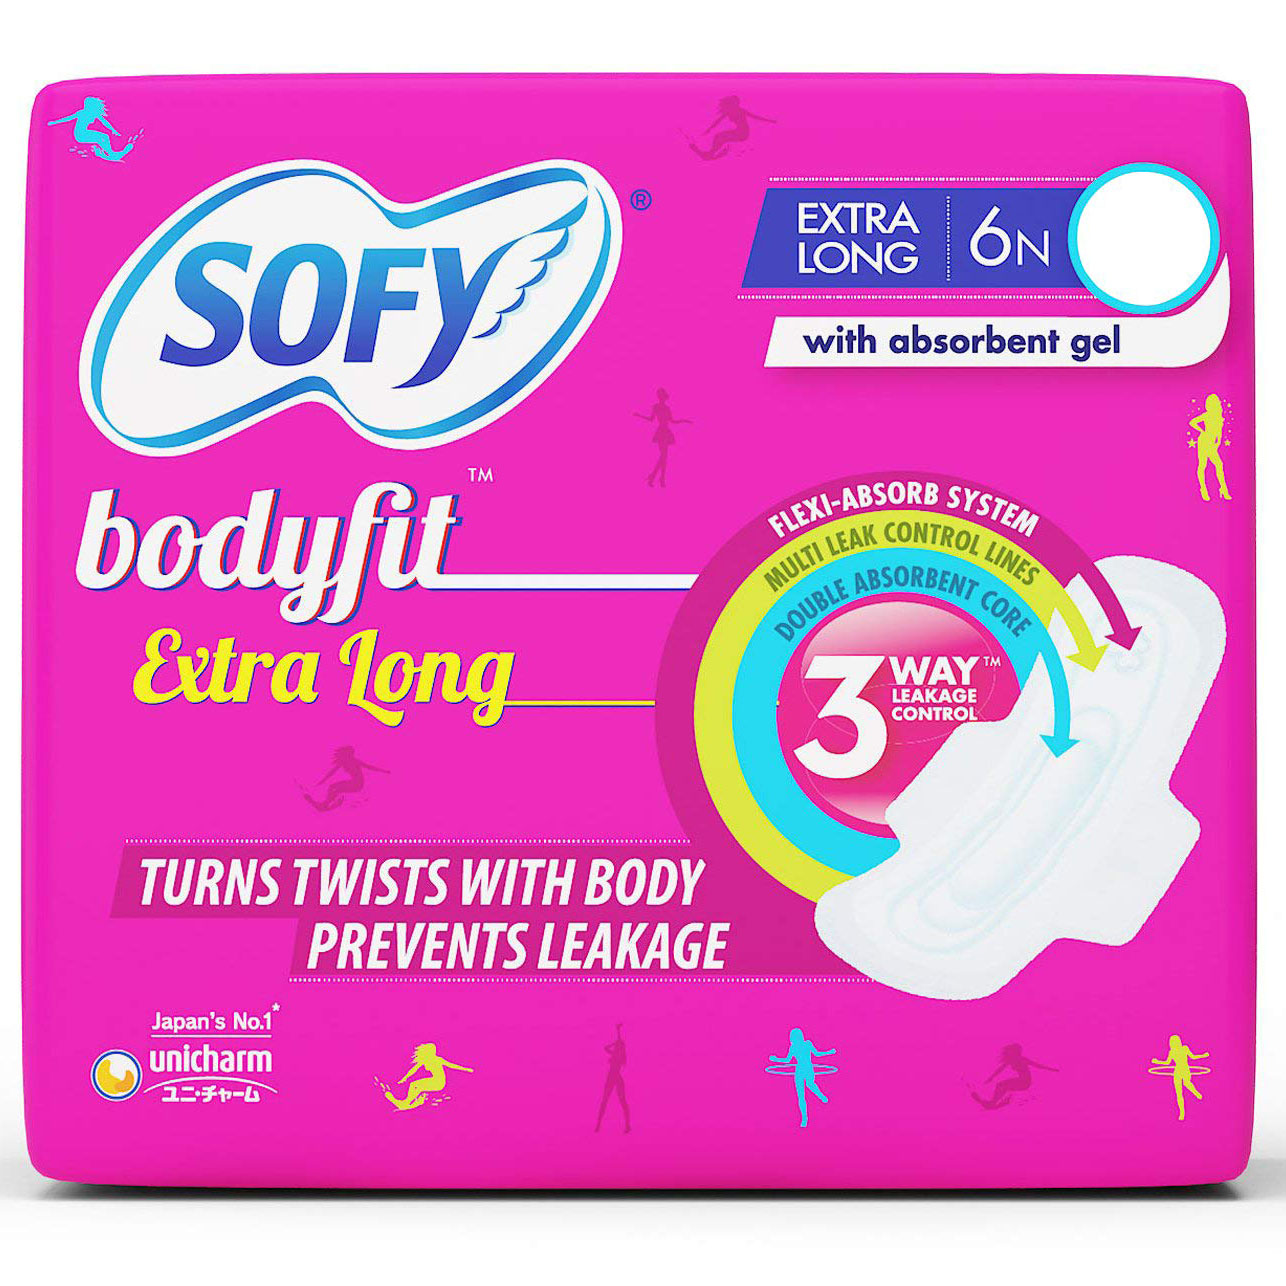 SOFY®
EXTRA
LONG
6N
with absorbent gel
bodyfit™
Extra Long
FLEXI-ABSORB SYSTEM
MULTI LEAK CONTROL LINES
DOUBLE ABSORBENT CORE
3 WAY™
LEAKAGE
CONTROL
TURNS TWISTS WITH BODY
PREVENTS LEAKAGE
Japan's No.1*
unicharm
ユニ・チャーム